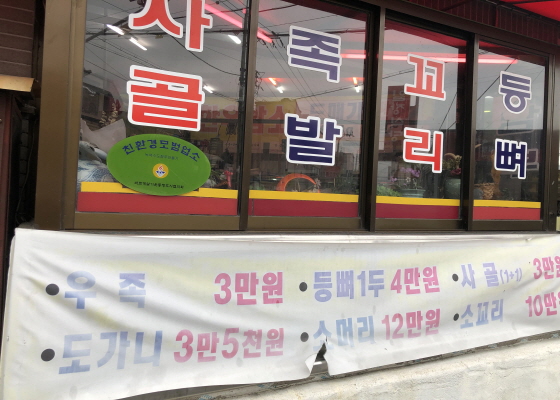 사골
족발
꼬리
등뼈
친환경모범업소
•우족 3만원 •등뼈1두 4만원 •사골(1+1) 3만원
•도가니 3만5천원 •소머리 12만원 •소꼬리 10만